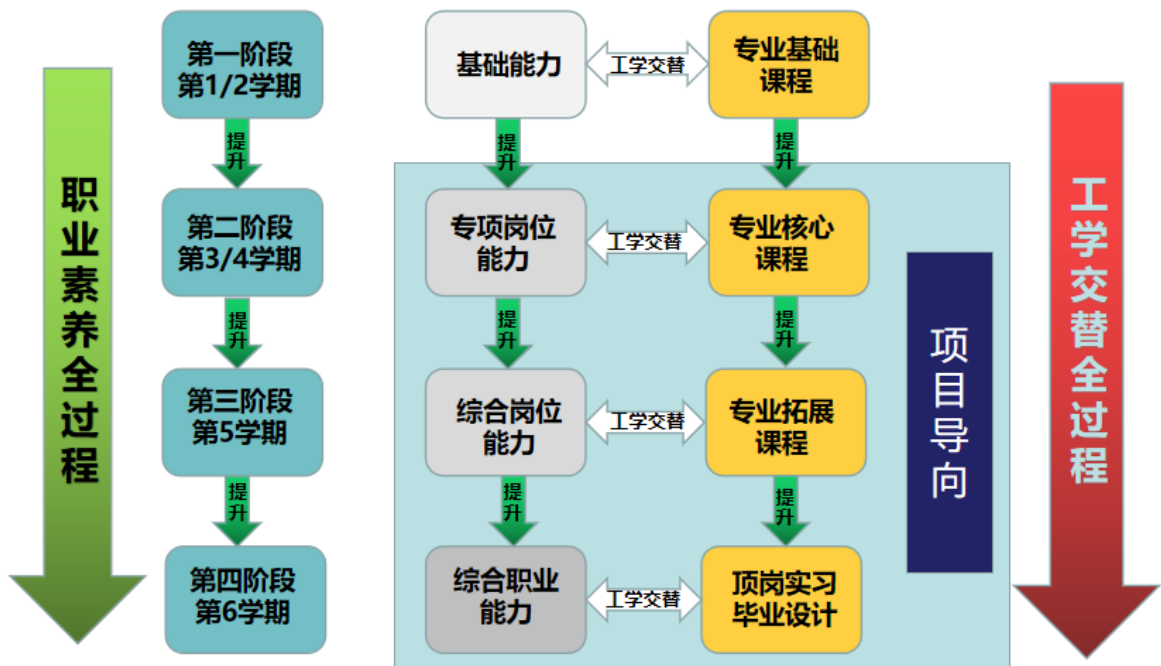 职业素养全过程
第一阶段
第1/2学期
提升
第二阶段
第3/4学期
提升
第三阶段
第5学期
提升
第四阶段
第6学期
基础能力
工学交替
专业基础
课程
提升
提升
专项岗位
能力
工学交替
专业核心
课程
提升
提升
综合岗位
能力
工学交替
专业拓展
课程
提升
提升
综合职业
能力
工学交替
顶岗实习
毕业设计
项目导向
工学交替全过程